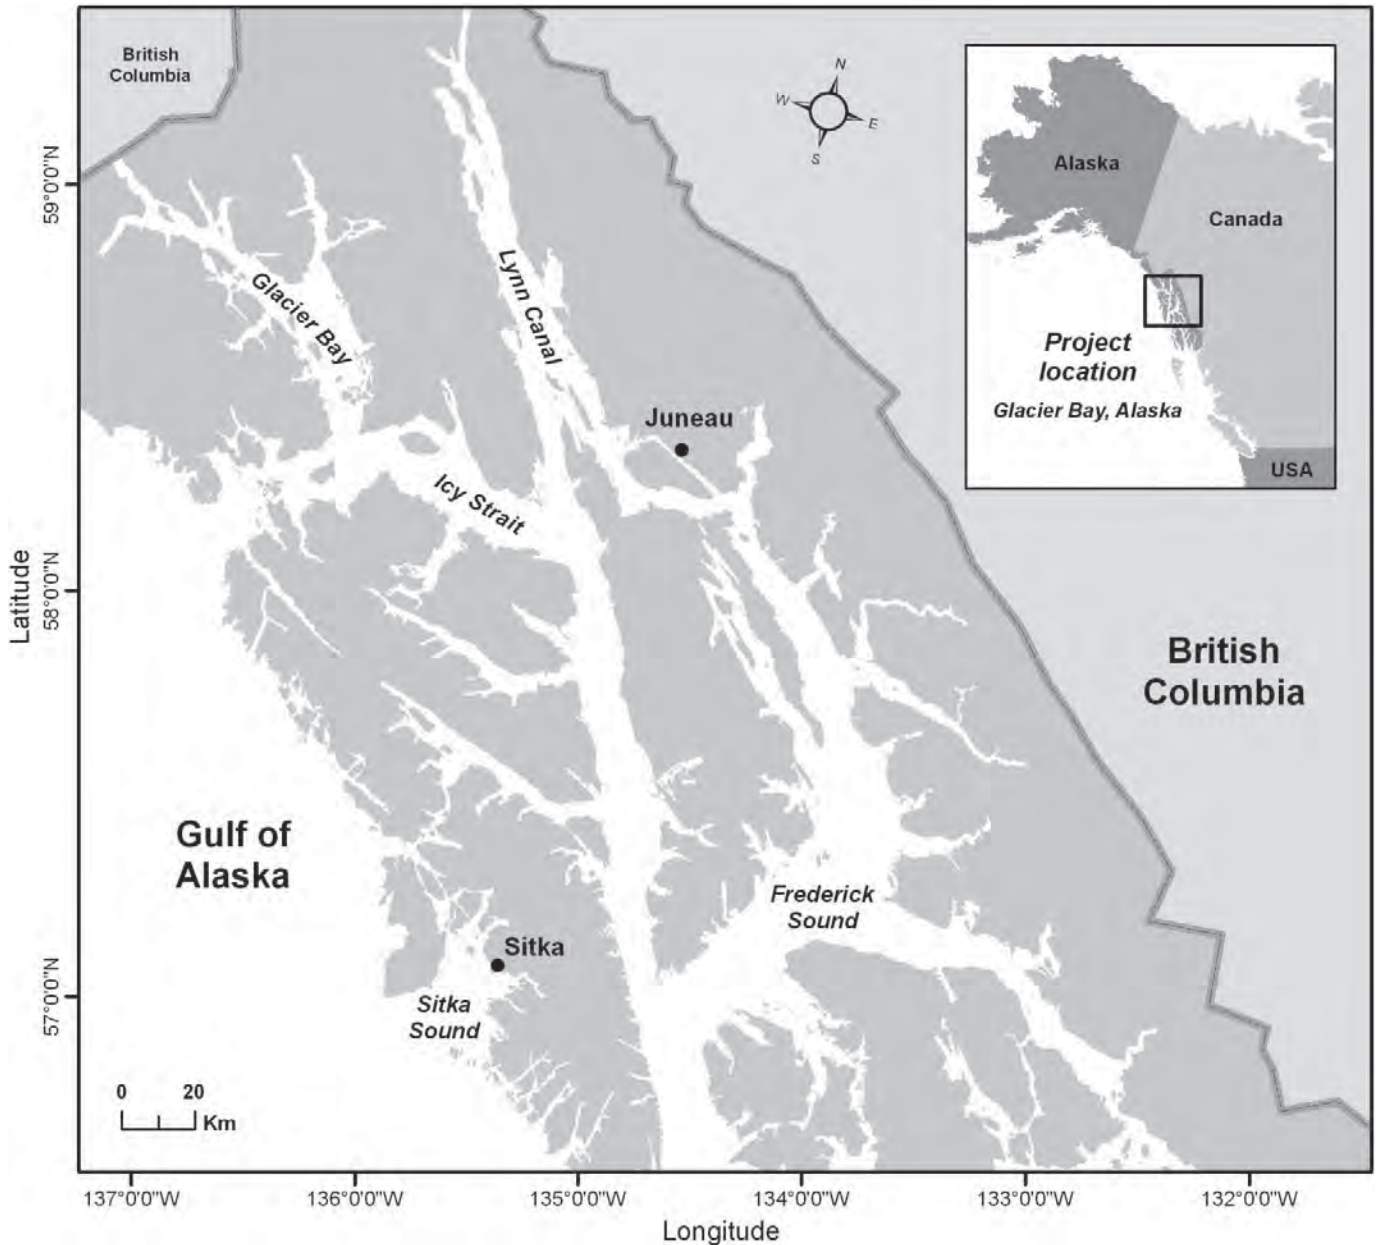 British
Columbia
N
W
E
S
Alaska
Canada
Project
location
Glacier Bay, Alaska
USA
59°0'0"N
Glacier Bay
Lynn Canal
Juneau
Icy Strait
Latitude
58°0'0"N
British
Columbia
Gulf of
Alaska
Frederick
Sound
Sitka
Sitka
Sound
57°0'0"N
0 20
Km
137°0'0"W 136°0'0"W 135°0'0"W 134°0'0"W 133°0'0"W 132°0'0"W
Longitude